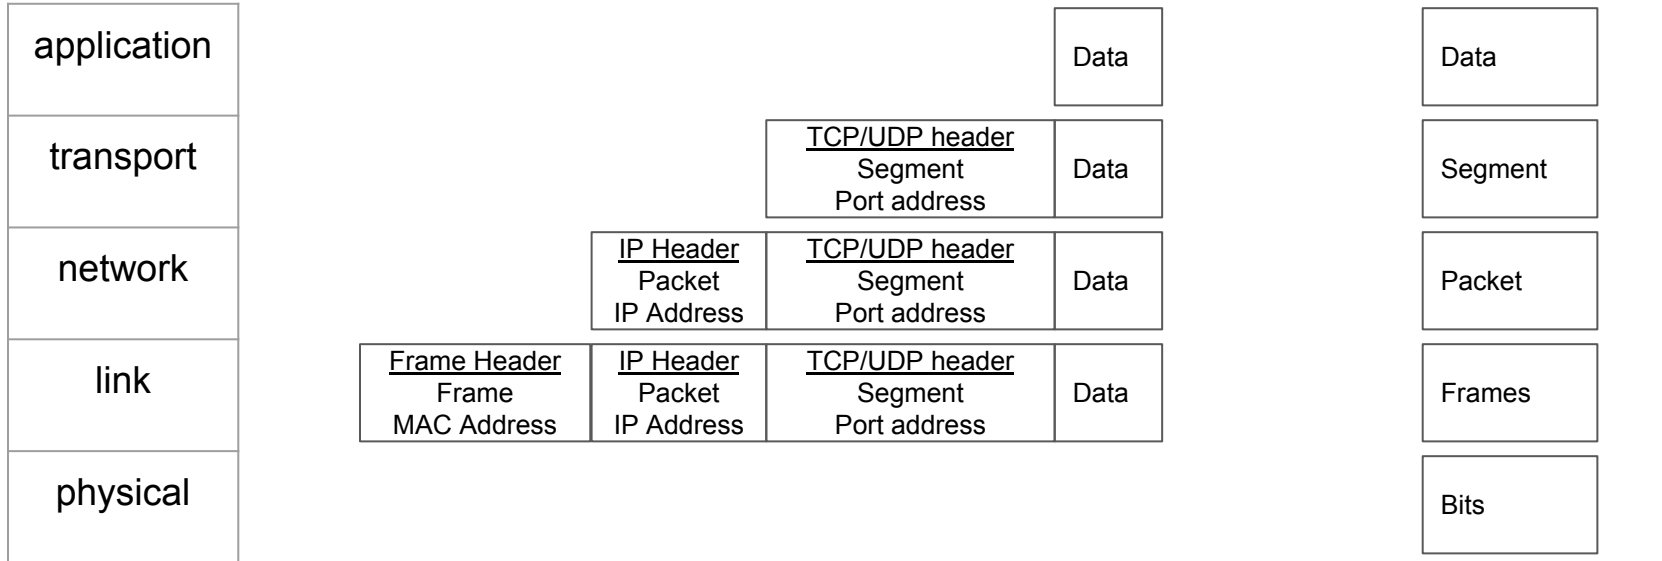 application
Data
Data
transport
TCP/UDP header
Segment
Port address
Data
Segment
network
IP Header
Packet
IP Address
TCP/UDP header
Segment
Port address
Data
Packet
link
Frame Header
Frame
MAC Address
IP Header
Packet
IP Address
TCP/UDP header
Segment
Port address
Data
Frames
physical
Bits